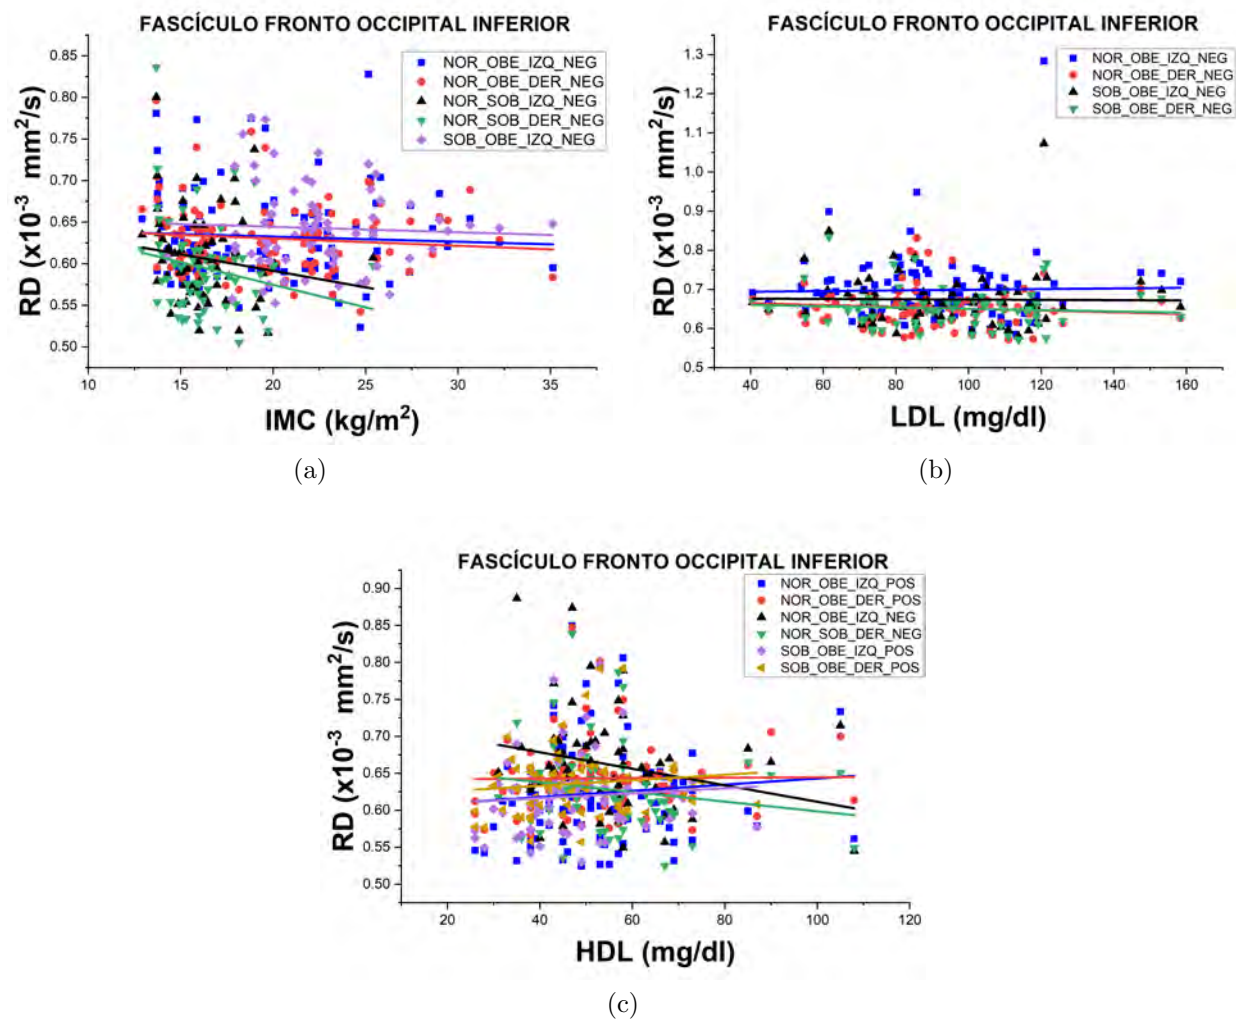 FASCÍCULO FRONTO OCCIPITAL INFERIOR
RD (x10⁻³ mm²/s)
0.85
0.80
0.75
0.70
0.65
0.60
0.55
0.50
NOR_OBE_IZQ_NEG
NOR_OBE_DER_NEG
NOR_SOB_IZQ_NEG
NOR_SOB_DER_NEG
SOB_OBE_IZQ_NEG
10 15 20 25 30 35
IMC (kg/m²)
(a)
FASCÍCULO FRONTO OCCIPITAL INFERIOR
RD (x10⁻³ mm²/s)
1.3
1.2
1.1
1.0
0.9
0.8
0.7
0.6
0.5
NOR_OBE_IZQ_NEG
NOR_OBE_DER_NEG
SOB_OBE_IZQ_NEG
SOB_OBE_DER_NEG
40 60 80 100 120 140 160
LDL (mg/dl)
(b)
FASCÍCULO FRONTO OCCIPITAL INFERIOR
RD (x10⁻³ mm²/s)
0.90
0.85
0.80
0.75
0.70
0.65
0.60
0.55
0.50
NOR_OBE_IZQ_POS
NOR_OBE_DER_POS
NOR_OBE_IZQ_NEG
NOR_SOB_DER_NEG
SOB_OBE_IZQ_POS
SOB_OBE_DER_POS
20 40 60 80 100 120
HDL (mg/dl)
(c)